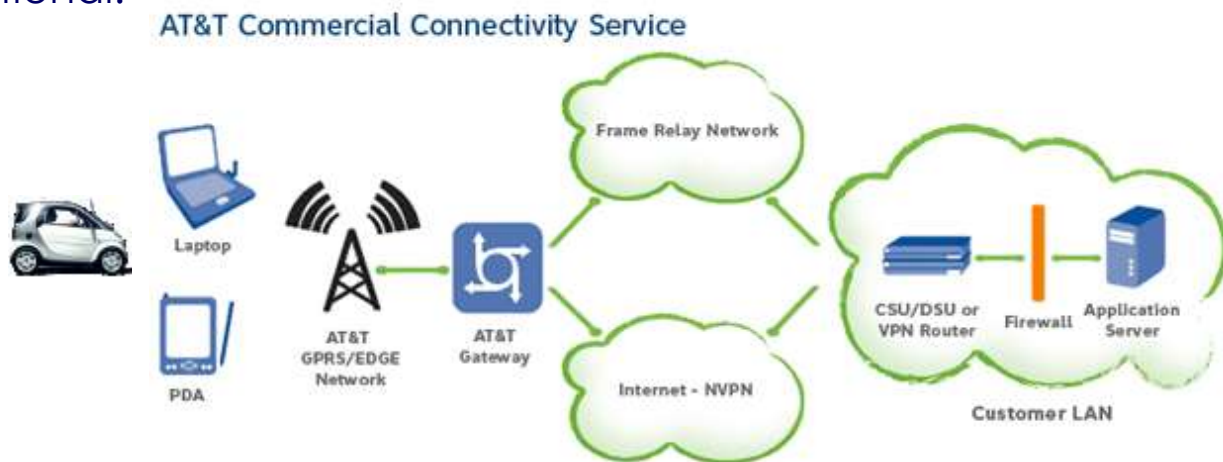 AT&T Commercial Connectivity Service
Frame Relay Network
Laptop
PDA
AT&T
GPRS/EDGE
Network
AT&T
Gateway
Internet - NVPN
CSU/DSU or
VPN Router
Firewall
Application
Server
Customer LAN